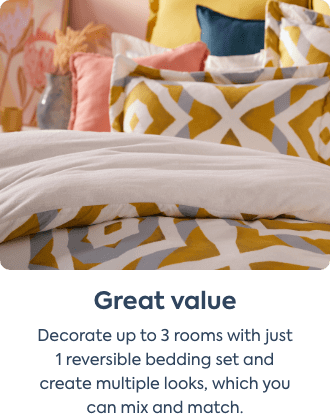 Great value
Decorate up to 3 rooms with just
1 reversible bedding set and
create multiple looks, which you
can mix and match.